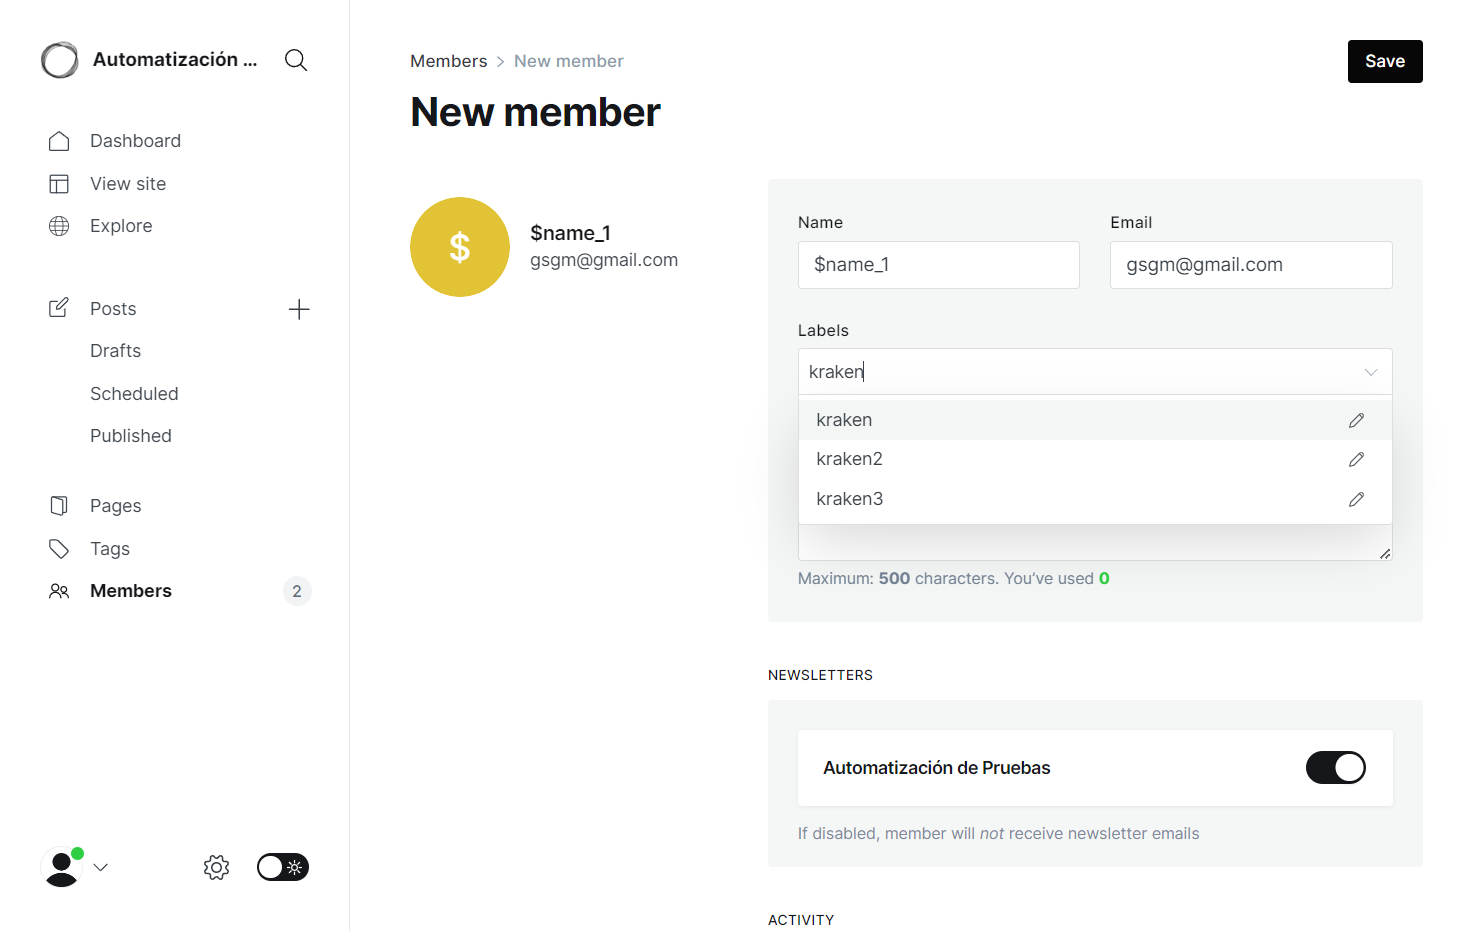 Automatización ...
Dashboard
View site
Explore
Posts
Drafts
Scheduled
Published
Pages
Tags
Members 2
Members > New member
Save
New member
$
$name_1
gsgm@gmail.com
Name
Email
$name_1
gsgm@gmail.com
Labels
kraken
kraken
kraken2
kraken3
Maximum: 500 characters. You’ve used 0
NEWSLETTERS
Automatización de Pruebas
If disabled, member will not receive newsletter emails
ACTIVITY